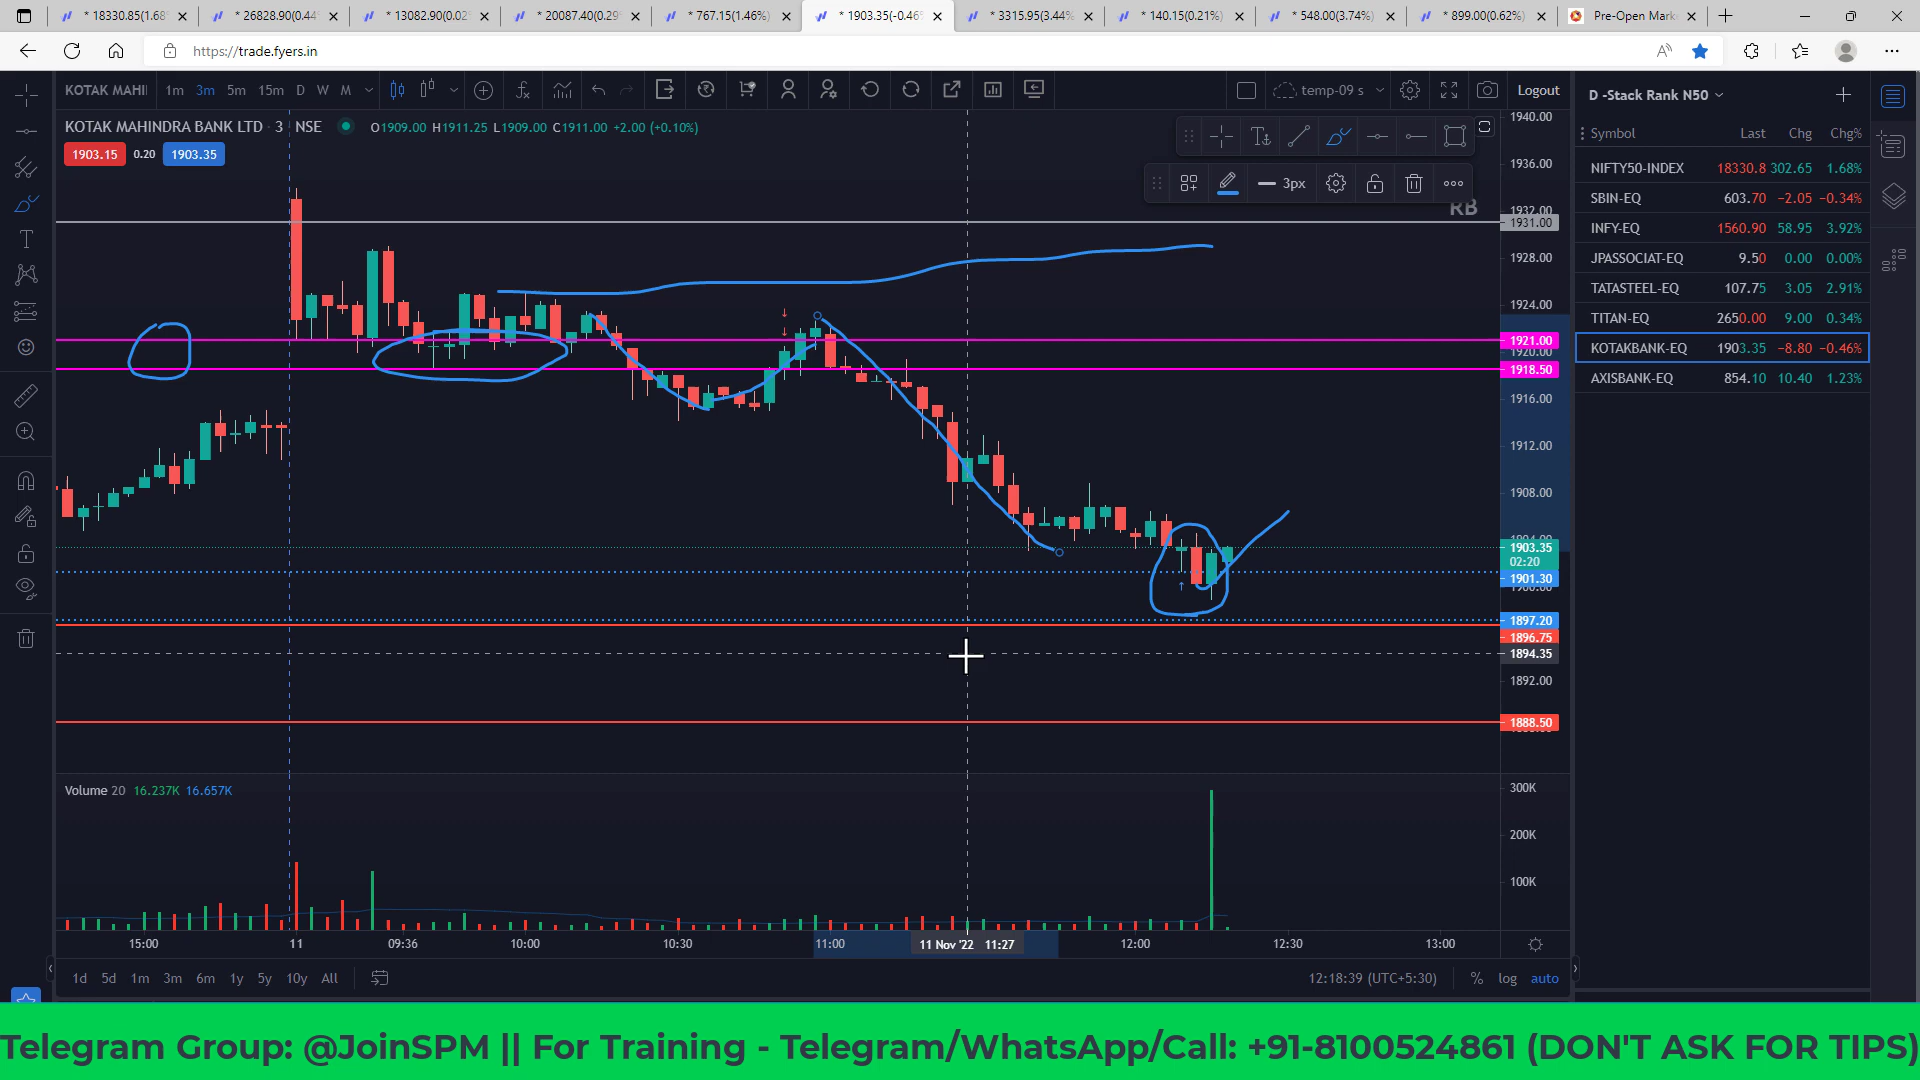 * 18330.85(1.68% * 26828.90(0.44% * 13082.90(0.02% * 20087.40(0.29% * 767.15(1.46%) * 1903.35(-0.46% * 3315.95(3.44%) * 140.15(0.21%) * 548.00(3.74%) * 899.00(0.62%) Pre-Open Mark
https://trade.fyers.in
KOTAK MAHI 1m 3m 5m 15m D W M temp-09 s Logout
KOTAK MAHINDRA BANK LTD · 3 NSE O1909.00 H1911.25 L1909.00 C1911.00 +2.00 (+0.10%)
1903.15 0.20 1903.35
3px
RB
1940.00
1936.00
1932.00
1931.00
1928.00
1924.00
1921.00
1920.00
1918.50
1916.00
1912.00
1908.00
1903.35
02:20
1901.30
1900.00
1897.20
1896.75
1894.35
1892.00
1888.50
D -Stack Rank N50
Symbol Last Chg Chg%
NIFTY50-INDEX 18330.8 302.65 1.68%
SBIN-EQ 603.70 −2.05 −0.34%
INFY-EQ 1560.90 58.95 3.92%
JPASSOCIAT-EQ 9.50 0.00 0.00%
TATASTEEL-EQ 107.75 3.05 2.91%
TITAN-EQ 2650.00 9.00 0.34%
KOTAKBANK-EQ 1903.35 −8.80 −0.46%
AXISBANK-EQ 854.10 10.40 1.23%
Volume 20 16.237K 16.657K
300K
200K
100K
15:00 11 09:36 10:00 10:30 11:00 11 Nov '22 11:27 12:00 12:30 13:00
1d 5d 1m 3m 6m 1y 5y 10y All 12:18:39 (UTC+5:30) % log auto
Telegram Group: @JoinSPM || For Training - Telegram/WhatsApp/Call: +91-8100524861 (DON'T ASK FOR TIPS)